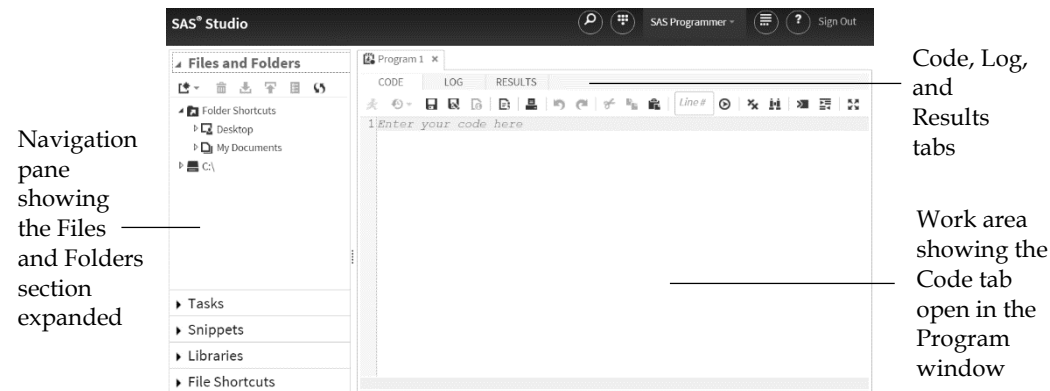 SAS® Studio
SAS Programmer
Sign Out
Files and Folders
Folder Shortcuts
Desktop
My Documents
C:\
Tasks
Snippets
Libraries
File Shortcuts
Program 1 ×
CODE LOG RESULTS
Line #
1 Enter your code here
Navigation
pane
showing
the Files
and Folders
section
expanded
Code, Log,
and
Results
tabs
Work area
showing the
Code tab
open in the
Program
window